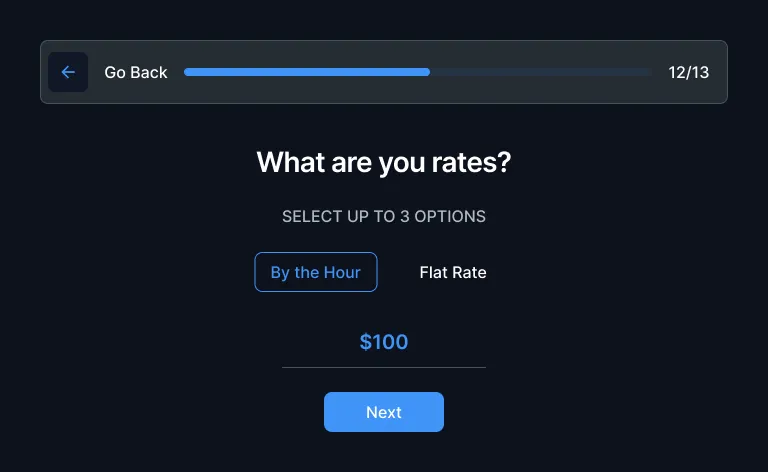 Go Back 12/13
What are you rates?
SELECT UP TO 3 OPTIONS
By the Hour Flat Rate
$100
Next